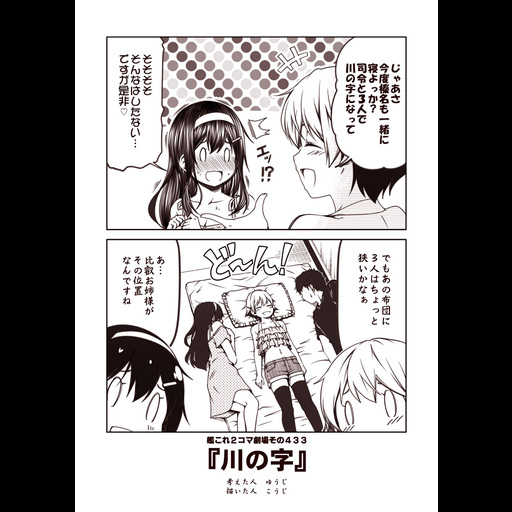 じゃあさ
今度榛名も一緒に
寝よっか?
司令と3人で
川の字になって
エッ!?
そそそそ
そんなはしたない…
ですが是非♡
でもあの布団に
3人はちょっと
狭いかなぁ
どーん!
あ…
比叡お姉様が
その位置
なんですね
艦これ2コマ劇場その433
『川の字』
考えた人 ゆうじ
描いた人 こうじ